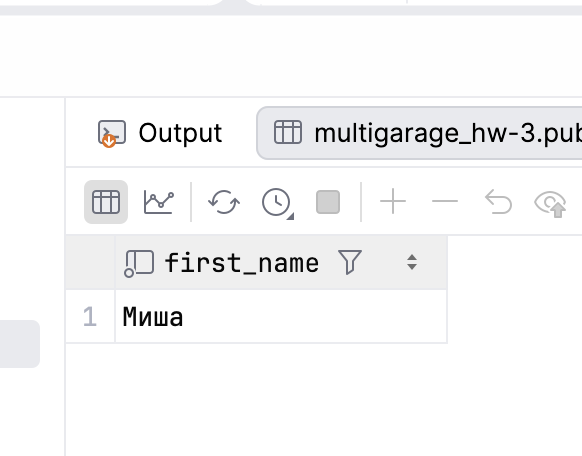 Output
multigarage_hw-3.pub
first_name
1 Миша